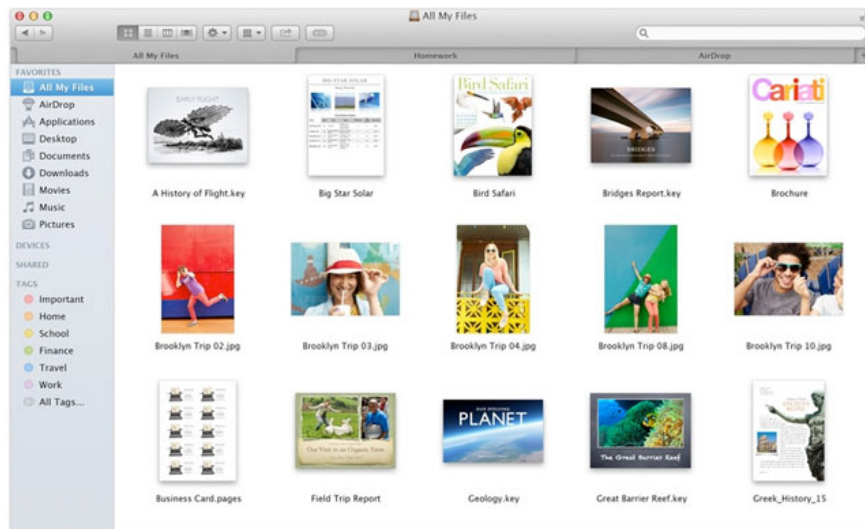 All My Files
All My Files
Homework
AirDrop
FAVORITES
All My Files
AirDrop
Applications
Desktop
Documents
Downloads
Movies
Music
Pictures
DEVICES
SHARED
TAGS
Important
Home
School
Finance
Travel
Work
All Tags...
EARLY FLIGHT
BIG STAR SOLAR
Bird Safari
BRIDGES
Cariati
A History of Flight.key
Big Star Solar
Bird Safari
Bridges Report.key
Brochure
Brooklyn Trip 02.jpg
Brooklyn Trip 03.jpg
Brooklyn Trip 04.jpg
Brooklyn Trip 08.jpg
Brooklyn Trip 10.jpg
Our Visit to an Organic Farm
OUR EVOLVING
PLANET
The Great Barrier Reef
Business Card.pages
Field Trip Report
Geology.key
Great Barrier Reef.key
Greek_History_15